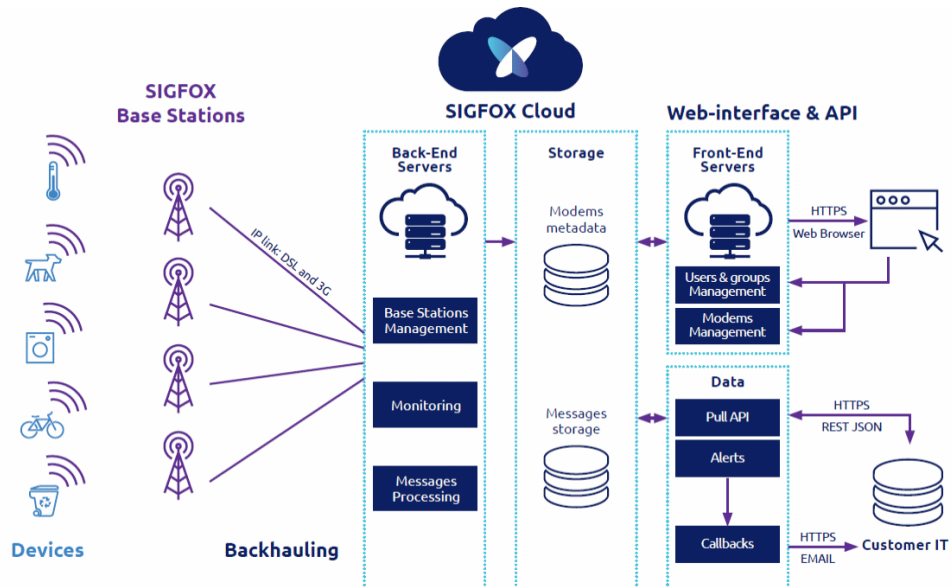 SIGFOX
Base Stations
SIGFOX Cloud
Web-interface & API
Back-End
Servers
Storage
Front-End
Servers
Modems
metadata
HTTPS
Web Browser
IP link: DSL and 3G
Users & groups
Management
Base Stations
Management
Modems
Management
Data
Monitoring
Messages
storage
Pull API
HTTPS
REST JSON
Alerts
Messages
Processing
Devices
Backhauling
Callbacks
HTTPS
EMAIL
Customer IT